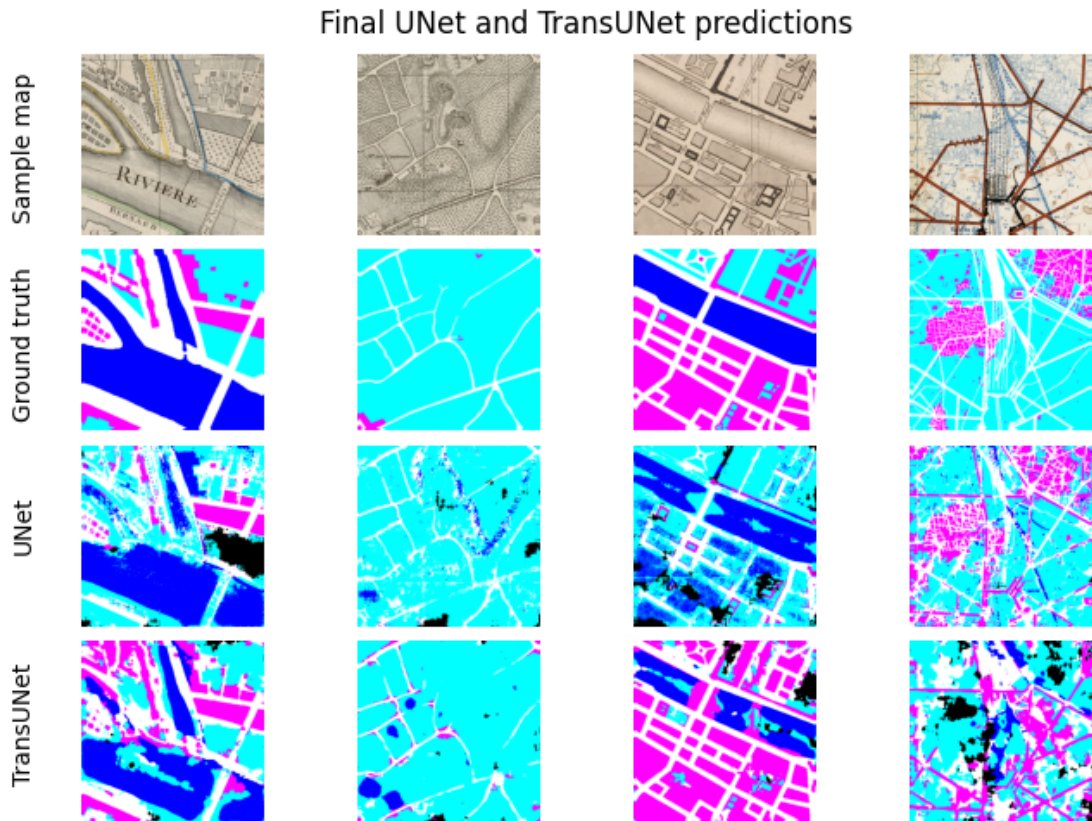 Final UNet and TransUNet predictions
Sample map
RIVIERE
Ground truth
UNet
TransUNet